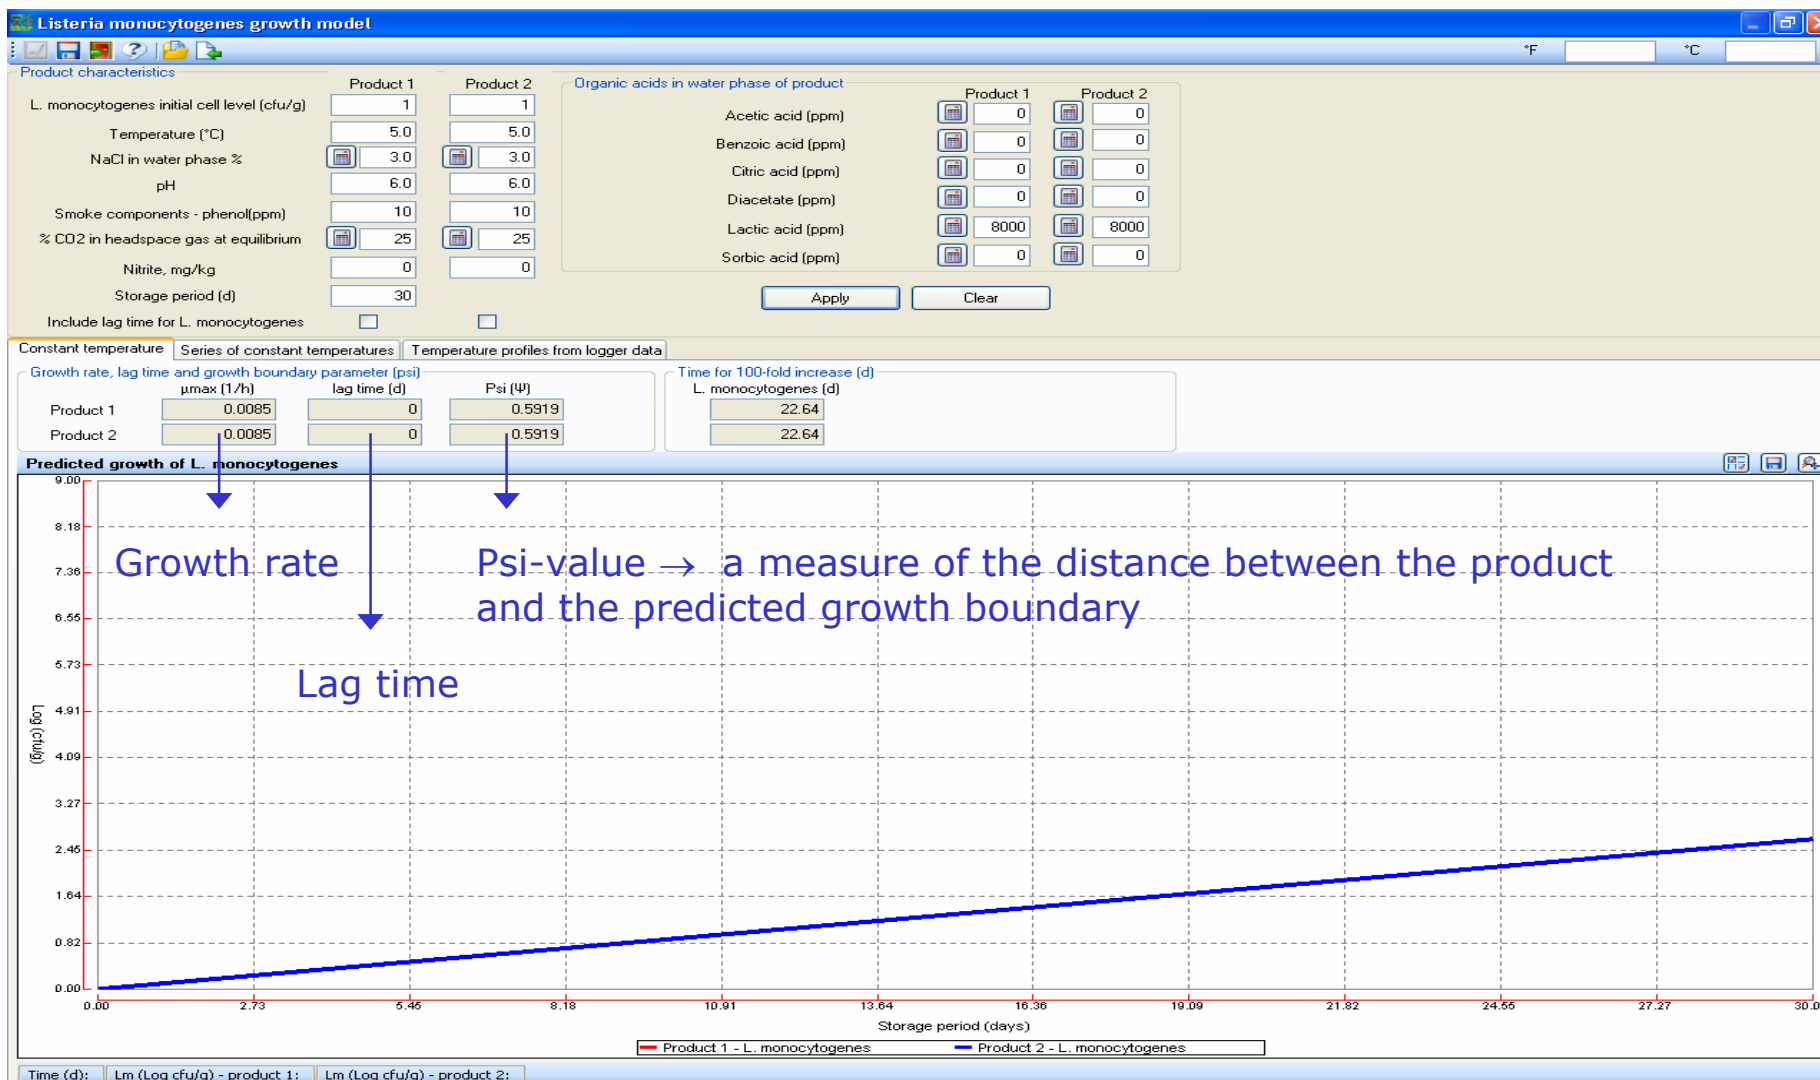 Listeria monocytogenes growth model
°F °C
Product characteristics
Product 1 Product 2
L. monocytogenes initial cell level (cfu/g) 1 1
Temperature (°C) 5.0 5.0
NaCl in water phase % 3.0 3.0
pH 6.0 6.0
Smoke components - phenol(ppm) 10 10
% CO2 in headspace gas at equilibrium 25 25
Nitrite, mg/kg 0 0
Storage period (d) 30
Include lag time for L. monocytogenes
Organic acids in water phase of product
Product 1 Product 2
Acetic acid (ppm) 0 0
Benzoic acid (ppm) 0 0
Citric acid (ppm) 0 0
Diacetate (ppm) 0 0
Lactic acid (ppm) 8000 8000
Sorbic acid (ppm) 0 0
Apply Clear
Constant temperature Series of constant temperatures Temperature profiles from logger data
Growth rate, lag time and growth boundary parameter (psi)
µmax (1/h) lag time (d) Psi (Ψ)
Product 1 0.0085 0 0.5919
Product 2 0.0085 0 0.5919
Time for 100-fold increase (d)
L. monocytogenes (d)
22.64
22.64
Predicted growth of L. monocytogenes
9.00
8.18
7.36
6.55
5.73
4.91
4.09
3.27
2.45
1.64
0.82
0.00
Log (cfu/g)
Growth rate
Psi-value → a measure of the distance between the product
and the predicted growth boundary
Lag time
0.00 2.73 5.45 8.18 10.91 13.64 16.36 19.09 21.82 24.55 27.27 30.0
Storage period (days)
Product 1 - L. monocytogenes Product 2 - L. monocytogenes
Time (d): Lm (Log cfu/g) - product 1: Lm (Log cfu/g) - product 2: